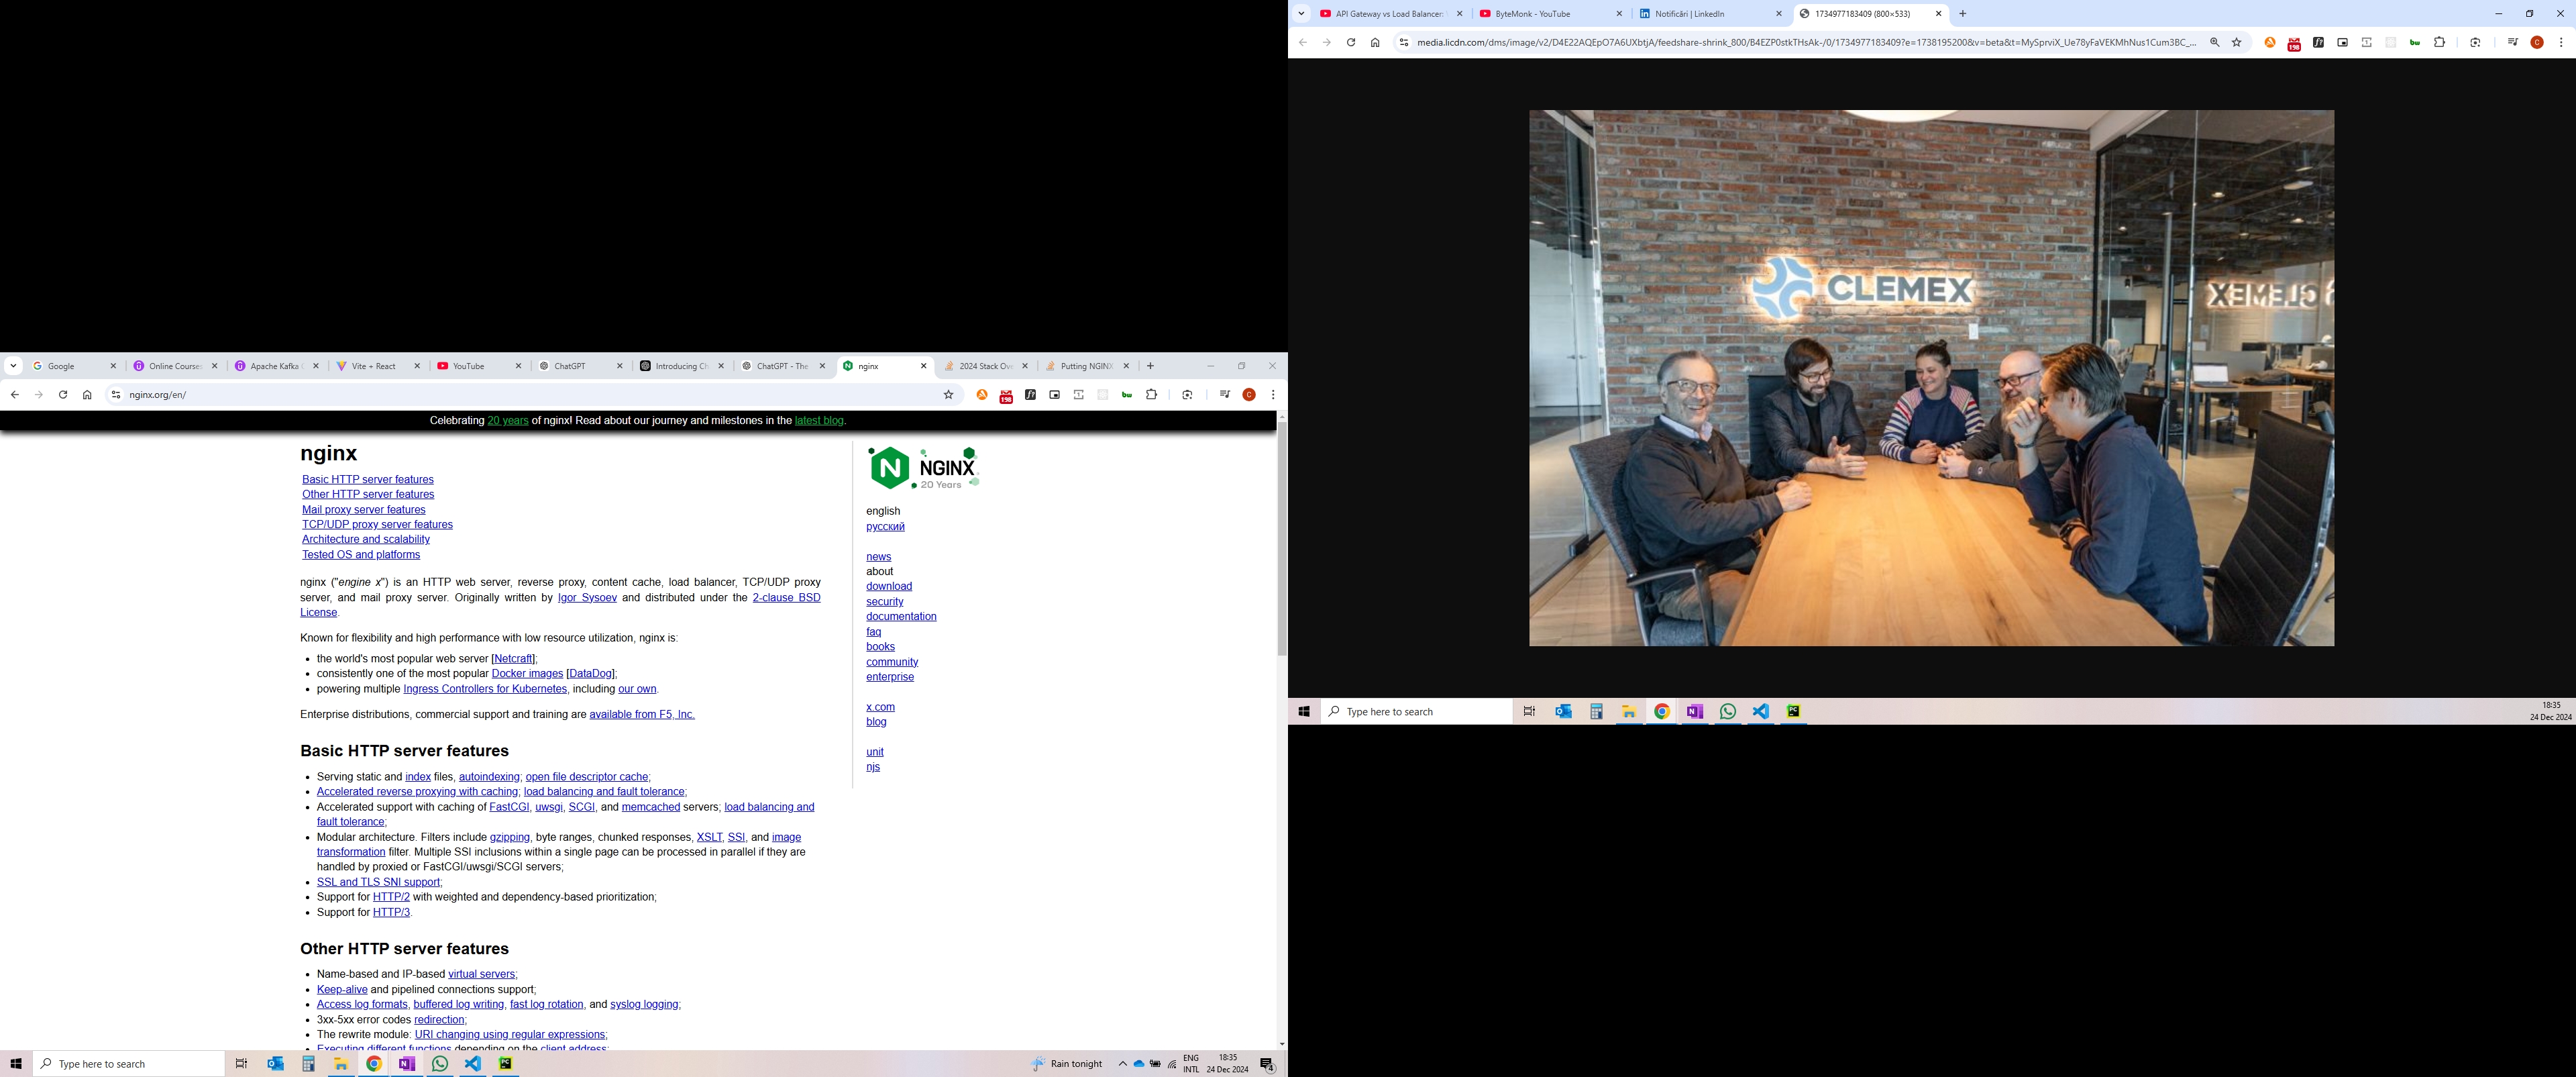 Google
Online Courses
Apache Kafka C
Vite + React
YouTube
ChatGPT
Introducing Ch
ChatGPT - The
nginx
2024 Stack Ove
Putting NGINX
nginx.org/en/
198
C
Celebrating 20 years of nginx! Read about our journey and milestones in the latest blog.
nginx
Basic HTTP server features
Other HTTP server features
Mail proxy server features
TCP/UDP proxy server features
Architecture and scalability
Tested OS and platforms
nginx ("engine x") is an HTTP web server, reverse proxy, content cache, load balancer, TCP/UDP proxy
server, and mail proxy server. Originally written by Igor Sysoev and distributed under the 2-clause BSD
License.
Known for flexibility and high performance with low resource utilization, nginx is:
• the world's most popular web server [Netcraft];
• consistently one of the most popular Docker images [DataDog];
• powering multiple Ingress Controllers for Kubernetes, including our own.
Enterprise distributions, commercial support and training are available from F5, Inc.
Basic HTTP server features
• Serving static and index files, autoindexing; open file descriptor cache;
• Accelerated reverse proxying with caching; load balancing and fault tolerance;
• Accelerated support with caching of FastCGI, uwsgi, SCGI, and memcached servers; load balancing and
fault tolerance;
• Modular architecture. Filters include gzipping, byte ranges, chunked responses, XSLT, SSI, and image
transformation filter. Multiple SSI inclusions within a single page can be processed in parallel if they are
handled by proxied or FastCGI/uwsgi/SCGI servers;
• SSL and TLS SNI support;
• Support for HTTP/2 with weighted and dependency-based prioritization;
• Support for HTTP/3.
Other HTTP server features
• Name-based and IP-based virtual servers;
• Keep-alive and pipelined connections support;
• Access log formats, buffered log writing, fast log rotation, and syslog logging;
• 3xx-5xx error codes redirection;
• The rewrite module: URI changing using regular expressions;
• Executing different functions depending on the client address;
NGINX
20 Years
english
русский
news
about
download
security
documentation
faq
books
community
enterprise
x.com
blog
unit
njs
Type here to search
Rain tonight
ENG
INTL
18:35
24 Dec 2024
4
API Gateway vs Load Balancer:
ByteMonk - YouTube
Notificări | LinkedIn
1734977183409 (800×533)
media.licdn.com/dms/image/v2/D4E22AQEpO7A6UXbtjA/feedshare-shrink_800/B4EZP0stkTHsAk-/0/1734977183409?e=1738195200&v=beta&t=MySprviX_Ue78yFaVEKMhNus1Cum3BC_...
198
C
CLEMEX
CLEMEX
Type here to search
18:35
24 Dec 2024